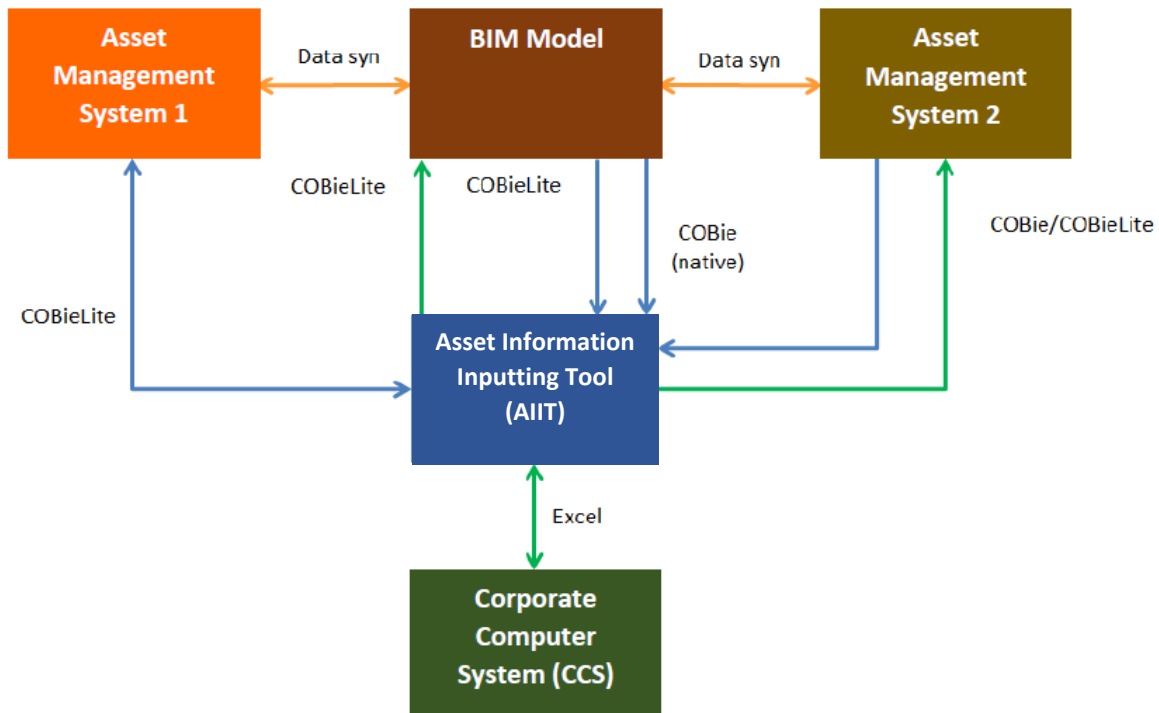 Asset
Management
System 1
Data syn
BIM Model
Data syn
Asset
Management
System 2
COBieLite
COBieLite
COBie
(native)
COBie/COBieLite
COBieLite
Asset Information
Inputting Tool
(AIIT)
Excel
Corporate
Computer
System (CCS)